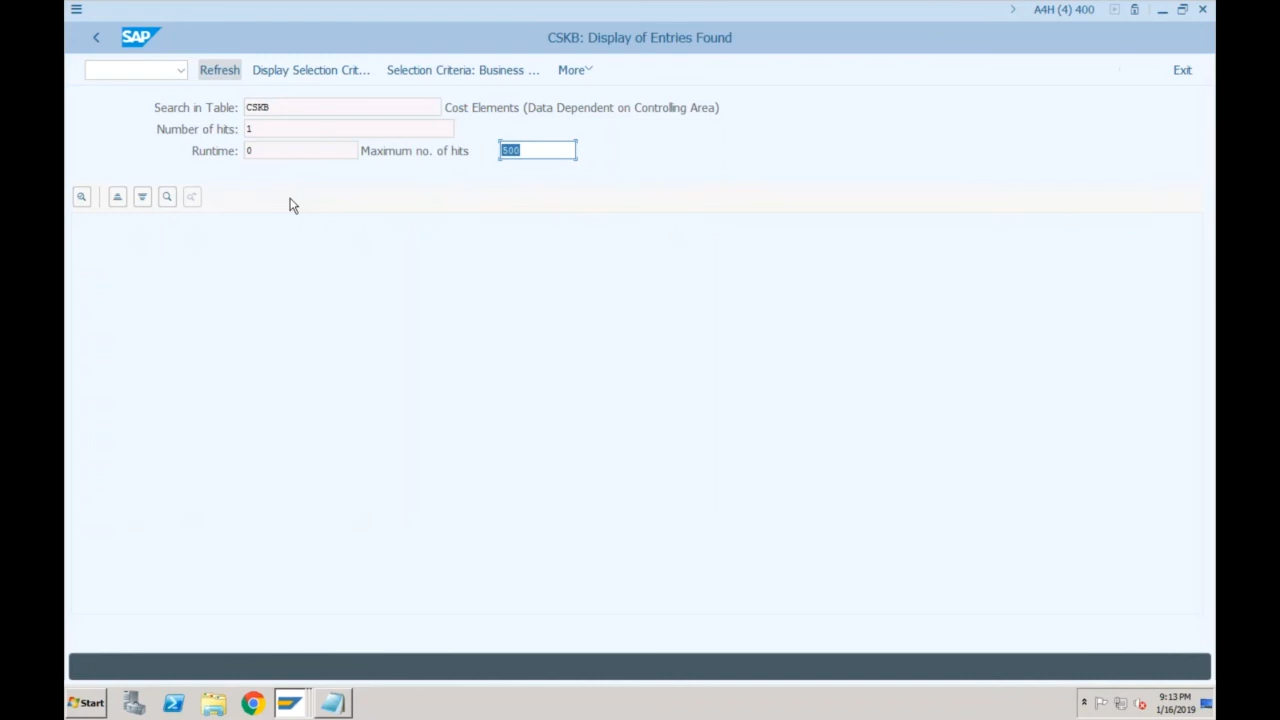 A4H (4) 400
SAP
CSKB: Display of Entries Found
Refresh Display Selection Crit... Selection Criteria: Business ... More Exit
Search in Table: CSKB Cost Elements (Data Dependent on Controlling Area)
Number of hits: 1
Runtime: 0 Maximum no. of hits 500
Start
9:13 PM
1/16/2019